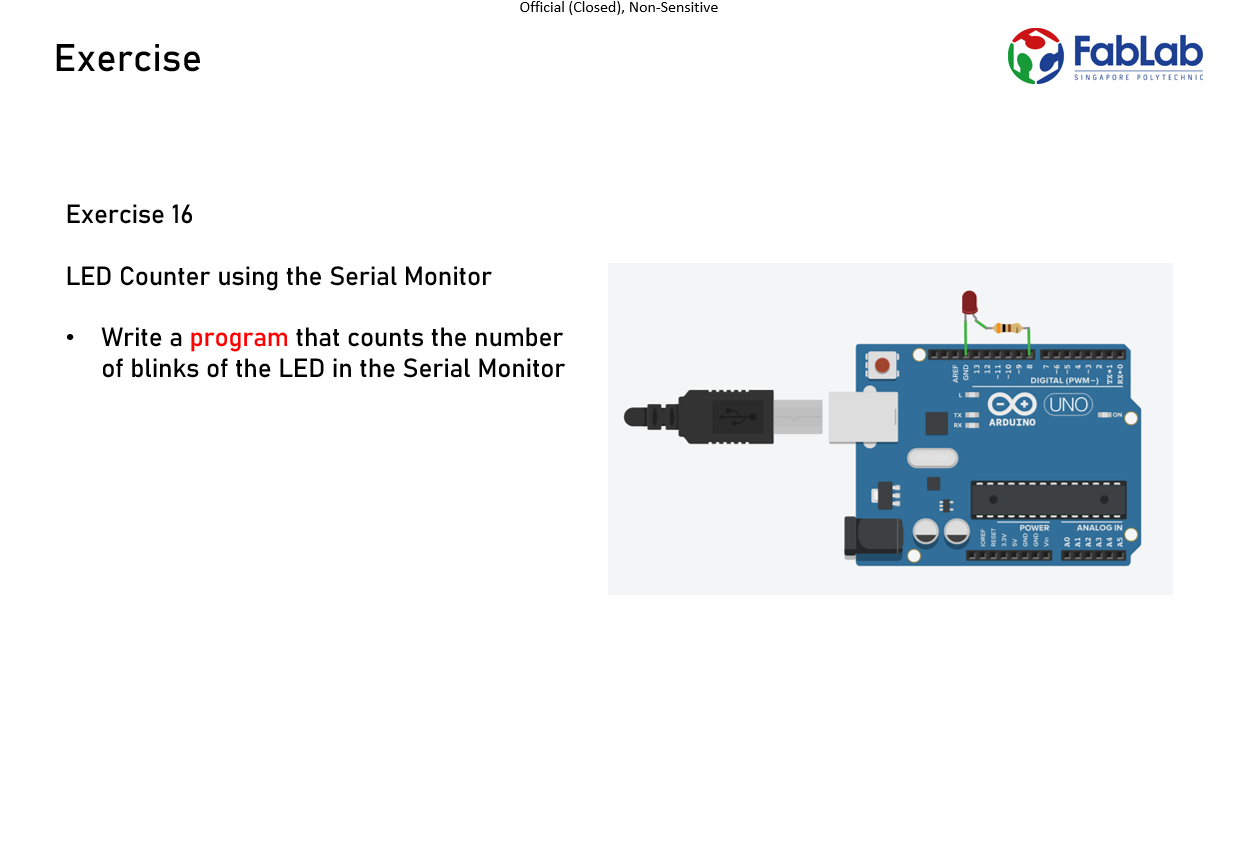 Official (Closed), Non-Sensitive
Exercise
FabLab
SINGAPORE POLYTECHNIC
Exercise 16
LED Counter using the Serial Monitor
• Write a program that counts the number
of blinks of the LED in the Serial Monitor
AREF
GND
13
12
~11
~10
~9
8
7
~6
~5
4
~3
2
TX→1
RX←0
DIGITAL (PWM~)
L
TX
RX
ARDUINO
UNO
ON
POWER
ANALOG IN
IOREF
RESET
3.3V
5V
GND
GND
Vin
A0
A1
A2
A3
A4
A5